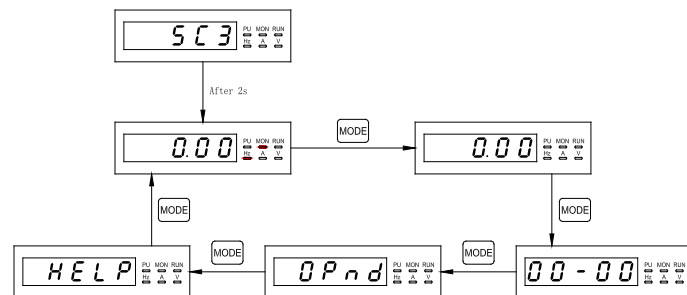 SC3
PU MON RUN
Hz A V
After 2s
0.00
PU MON RUN
Hz A V
MODE
0.00
PU MON RUN
Hz A V
MODE
MODE
HELP
PU MON RUN
Hz A V
MODE
OPnd
PU MON RUN
Hz A V
MODE
00-00
PU MON RUN
Hz A V